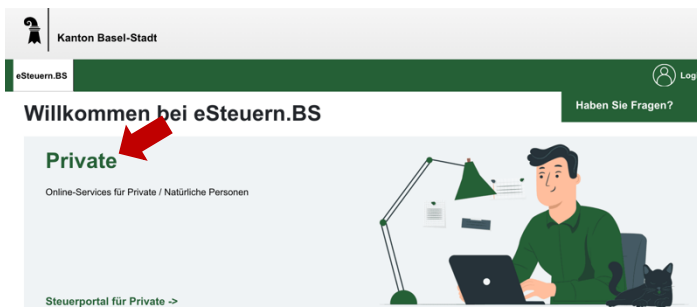 Kanton Basel-Stadt
eSteuern.BS
Willkommen bei eSteuern.BS
Haben Sie Fragen?
Private
Online-Services für Private / Natürliche Personen
Steuerportal für Private ->